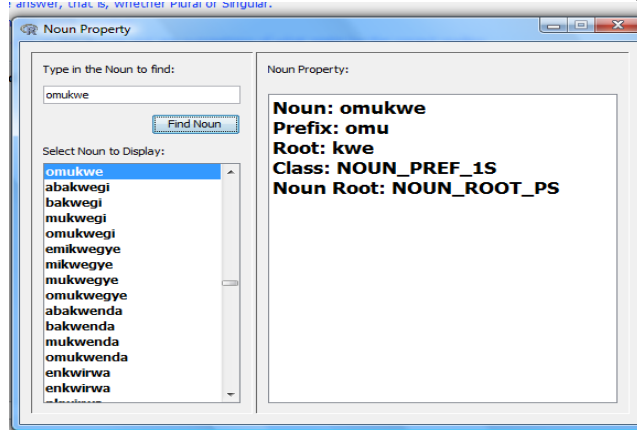 answer, that is, whether Plural or Singular.
Noun Property
Type in the Noun to find:
omukwe
Find Noun
Select Noun to Display:
omukwe
abakwegi
bakwegi
mukwegi
omukwegi
emikwegye
mikwegye
mukwegye
omukwegye
abakwenda
bakwenda
mukwenda
omukwenda
enkwirwa
enkwirwa
Noun Property:
Noun: omukwe
Prefix: omu
Root: kwe
Class: NOUN_PREF_1S
Noun Root: NOUN_ROOT_PS